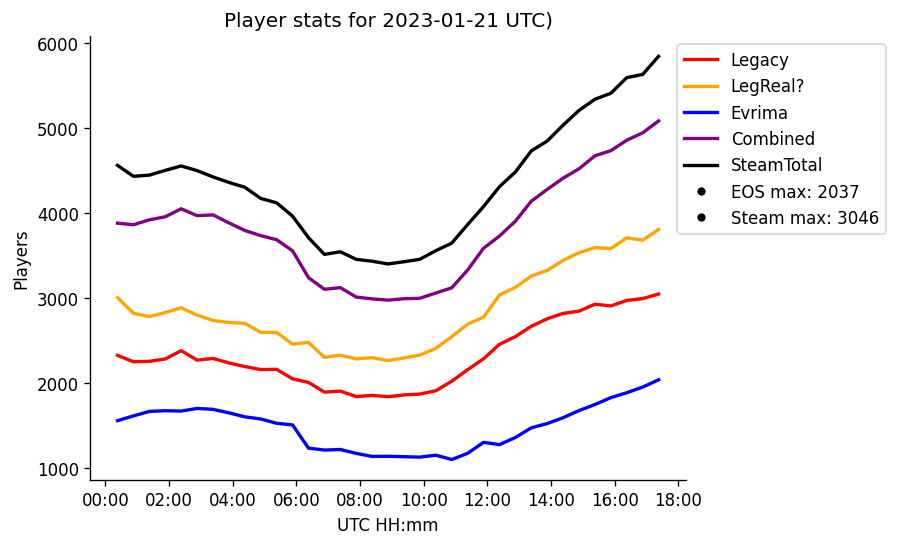 Player stats for 2023-01-21 UTC)
Players
6000
5000
4000
3000
2000
1000
00:00 02:00 04:00 06:00 08:00 10:00 12:00 14:00 16:00 18:00
UTC HH:mm
Legacy
LegReal?
Evrima
Combined
SteamTotal
EOS max: 2037
Steam max: 3046